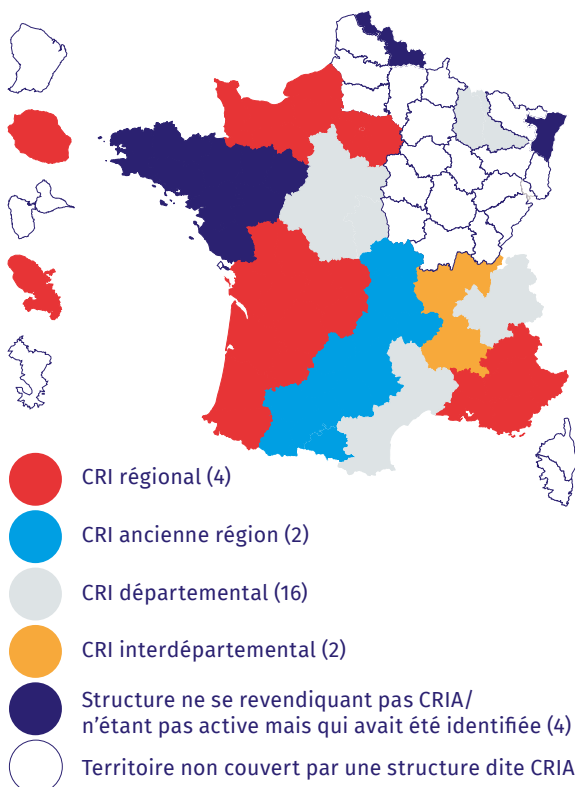 CRI régional (4)
CRI ancienne région (2)
CRI départemental (16)
CRI interdépartemental (2)
Structure ne se revendiquant pas CRIA/
n'étant pas active mais qui avait été identifiée (4)
Territoire non couvert par une structure dite CRIA